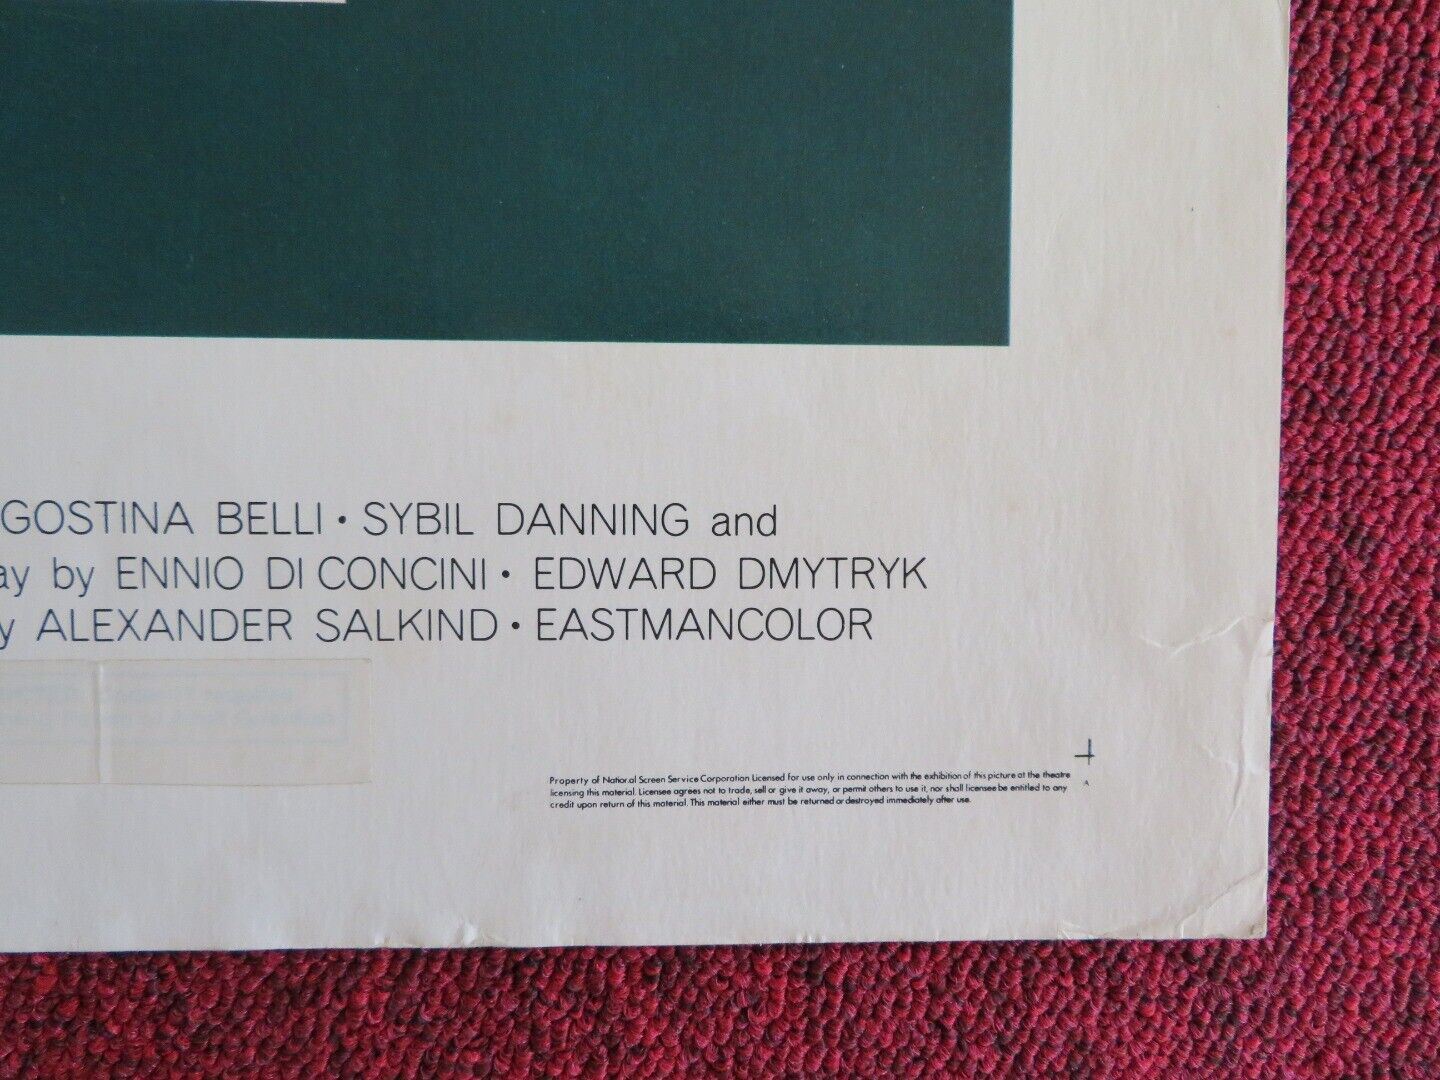 GOSTINA BELLI • SYBIL DANNING and
ay by ENNIO DI CONCINI • EDWARD DMYTRYK
y ALEXANDER SALKIND • EASTMANCOLOR
Property of National Screen Service Corporation Licensed for use only in connection with the exhibition of this picture at the theatre
licensing this material. Licensee agrees not to trade, sell or give it away, or permit others to use it, nor shall licensee be entitled to any
credit upon return of this material. This material either must be returned or destroyed immediately after use.
A